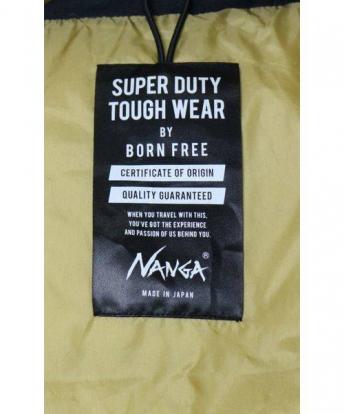 SUPER DUTY
TOUGH WEAR
BY
BORN FREE
CERTIFICATE OF ORIGIN
QUALITY GUARANTEED
WHEN YOU TRAVEL WITH THIS,
YOU'VE GOT THE EXPERIENCE
AND PASSION OF US BEHIND YOU.
NANGA®
MADE IN JAPAN